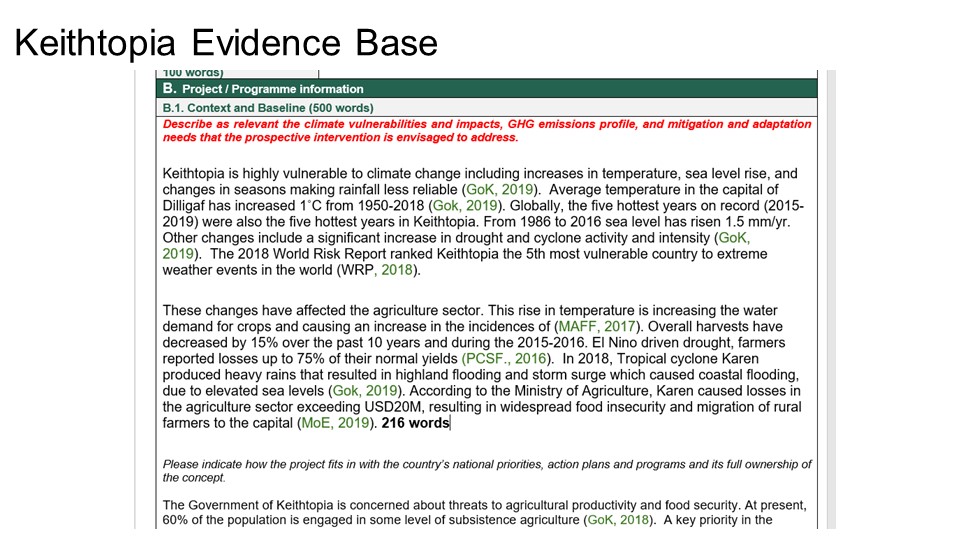 Keithtopia Evidence Base
100 words)
B. Project / Programme information
B.1. Context and Baseline (500 words)
Describe as relevant the climate vulnerabilities and impacts, GHG emissions profile, and mitigation and adaptation
needs that the prospective intervention is envisaged to address.
Keithtopia is highly vulnerable to climate change including increases in temperature, sea level rise, and
changes in seasons making rainfall less reliable (GoK, 2019).  Average temperature in the capital of
Dilligaf has increased 1˚C from 1950-2018 (Gok, 2019). Globally, the five hottest years on record (2015-
2019) were also the five hottest years in Keithtopia. From 1986 to 2016 sea level has risen 1.5 mm/yr.
Other changes include a significant increase in drought and cyclone activity and intensity (GoK,
2019).  The 2018 World Risk Report ranked Keithtopia the 5th most vulnerable country to extreme
weather events in the world (WRP, 2018).
These changes have affected the agriculture sector. This rise in temperature is increasing the water
demand for crops and causing an increase in the incidences of (MAFF, 2017). Overall harvests have
decreased by 15% over the past 10 years and during the 2015-2016. El Nino driven drought, farmers
reported losses up to 75% of their normal yields (PCSF., 2016).  In 2018, Tropical cyclone Karen
produced heavy rains that resulted in highland flooding and storm surge which caused coastal flooding,
due to elevated sea levels (Gok, 2019). According to the Ministry of Agriculture, Karen caused losses in
the agriculture sector exceeding USD20M, resulting in widespread food insecurity and migration of rural
farmers to the capital (MoE, 2019). 216 words
Please indicate how the project fits in with the country's national priorities, action plans and programs and its full ownership of
the concept.
The Government of Keithtopia is concerned about threats to agricultural productivity and food security. At present,
60% of the population is engaged in some level of subsistence agriculture (GoK, 2018).  A key priority in the